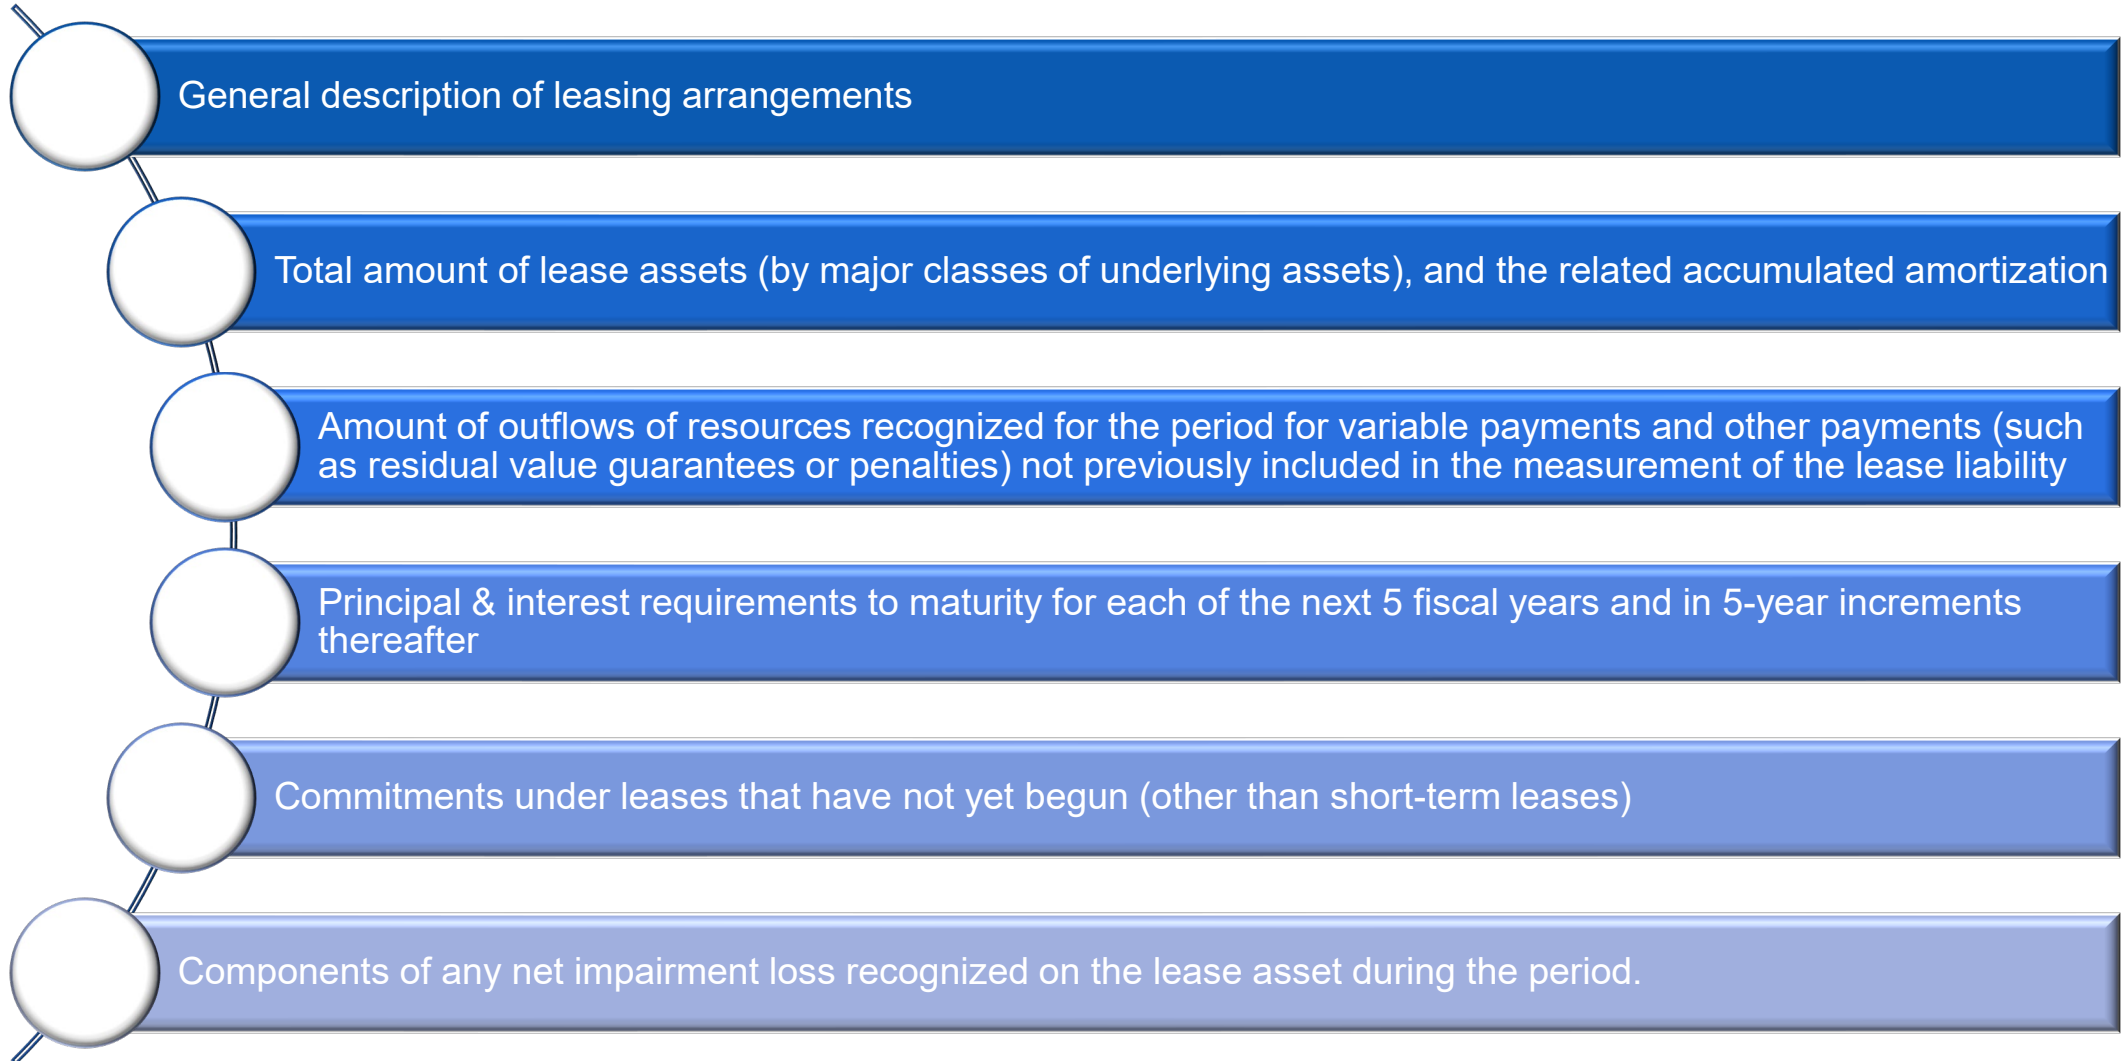 General description of leasing arrangements
Total amount of lease assets (by major classes of underlying assets), and the related accumulated amortization
Amount of outflows of resources recognized for the period for variable payments and other payments (such
as residual value guarantees or penalties) not previously included in the measurement of the lease liability
Principal & interest requirements to maturity for each of the next 5 fiscal years and in 5-year increments
thereafter
Commitments under leases that have not yet begun (other than short-term leases)
Components of any net impairment loss recognized on the lease asset during the period.